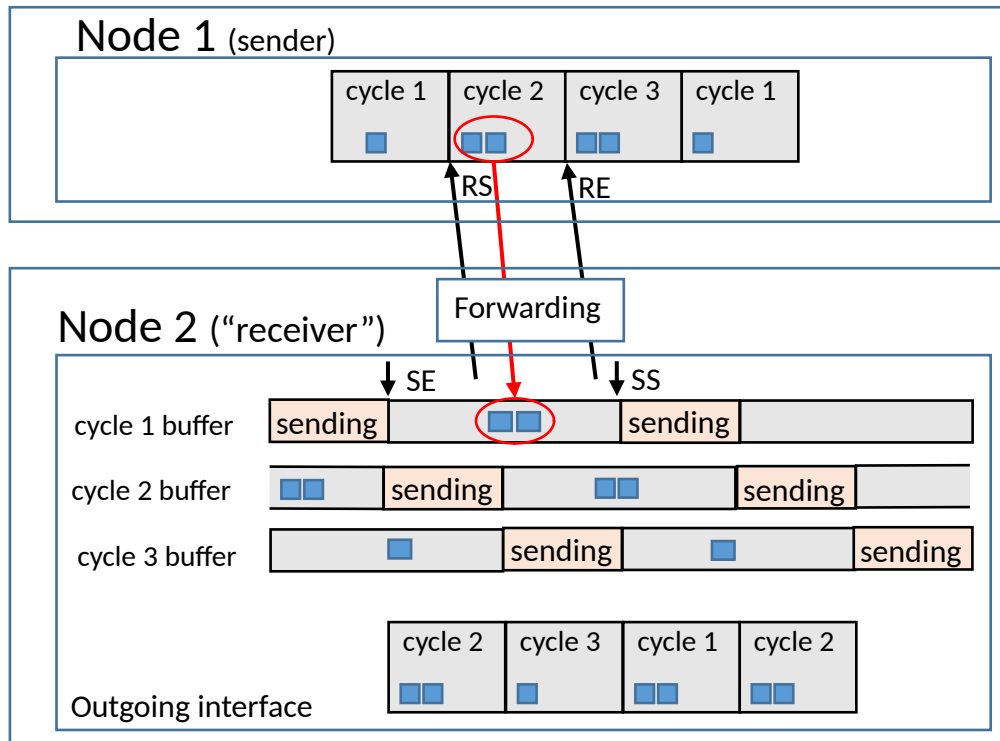 Node 1 (sender)
cycle 1 cycle 2 cycle 3 cycle 1
RS RE
Forwarding
Node 2 (“receiver”)
SE SS
cycle 1 buffer sending sending
cycle 2 buffer sending sending
cycle 3 buffer sending sending
cycle 2 cycle 3 cycle 1 cycle 2
Outgoing interface